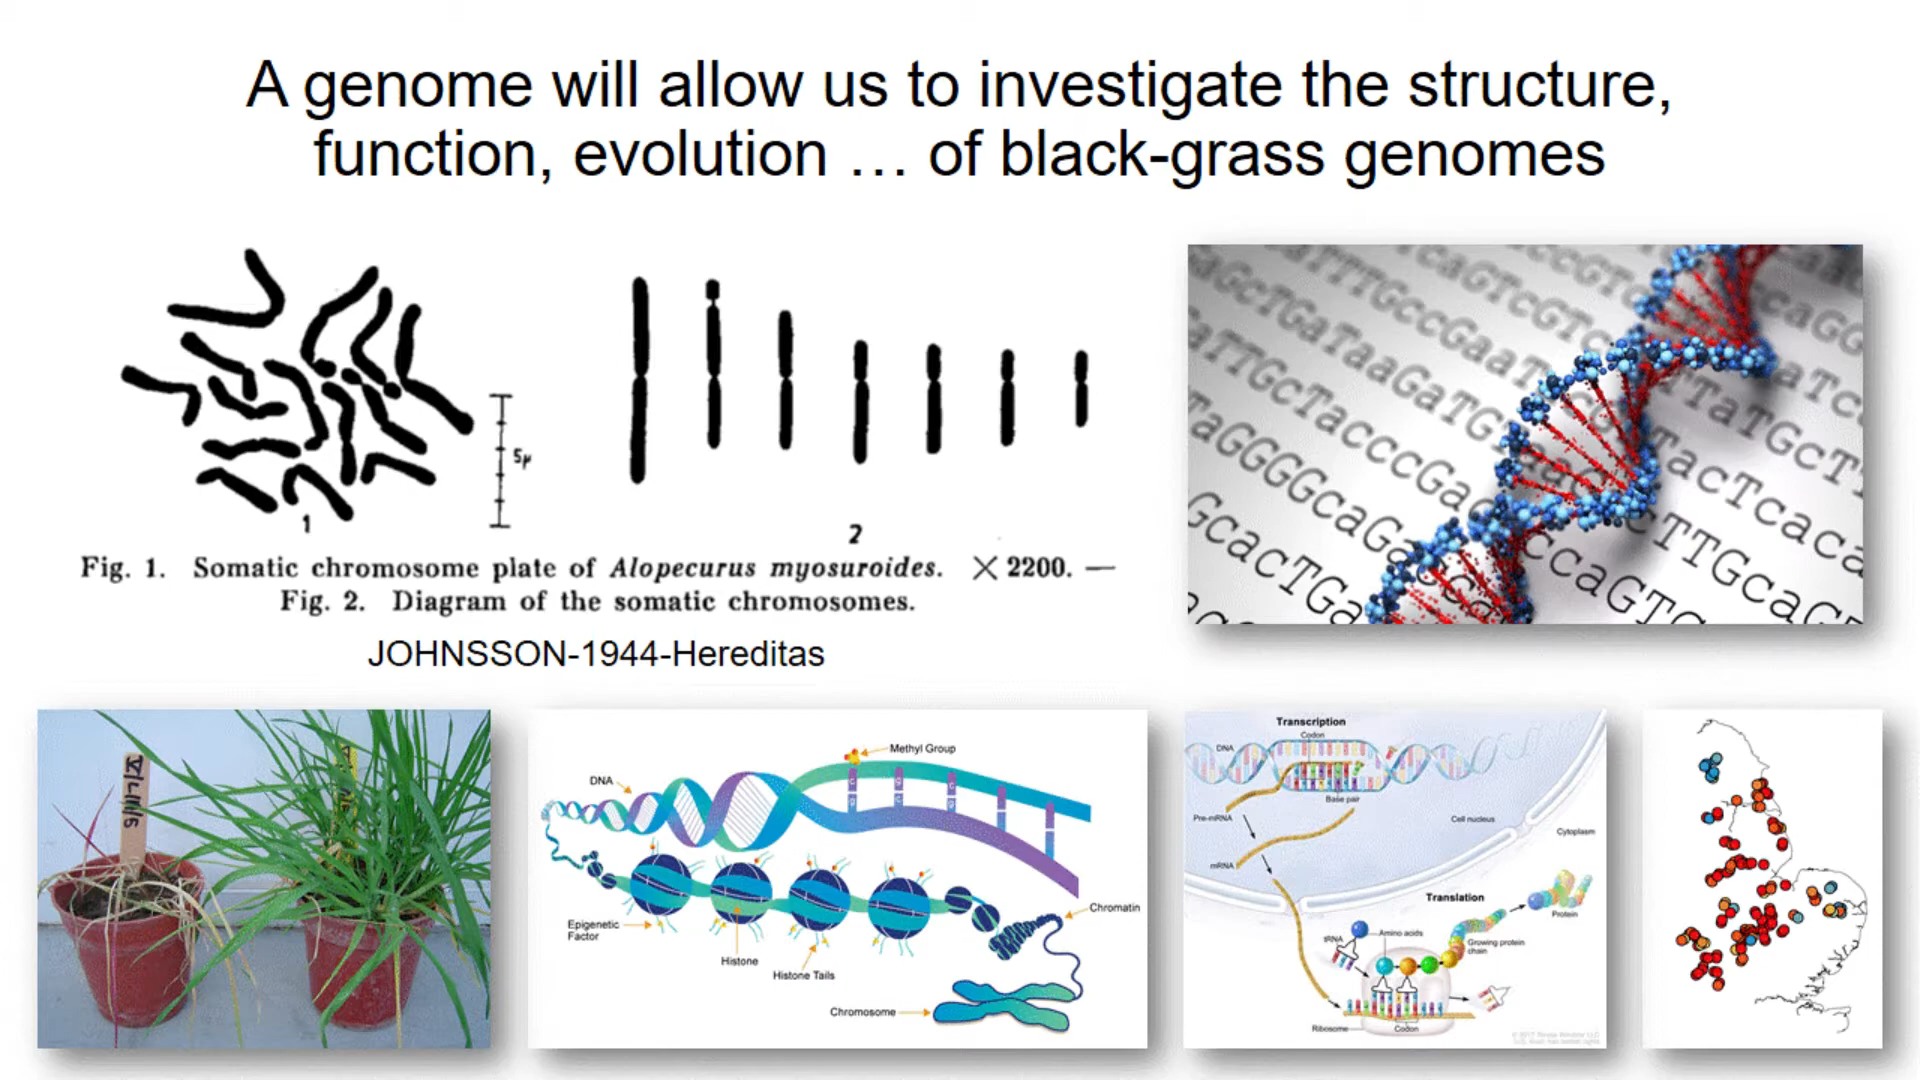 A genome will allow us to investigate the structure,
function, evolution … of black-grass genomes
5μ
1
2
Fig. 1. Somatic chromosome plate of Alopecurus myosuroides. × 2200. —
Fig. 2. Diagram of the somatic chromosomes.
JOHNSSON-1944-Hereditas
Methyl Group
DNA
Epigenetic
Factor
Histone
Histone Tails
Chromatin
Chromosome
Transcription
Codon
DNA
Base pair
Pre-mRNA
Cell nucleus
Cytoplasm
mRNA
Translation
Protein
tRNA
Amino acids
Growing protein
chain
Ribosome
Codon